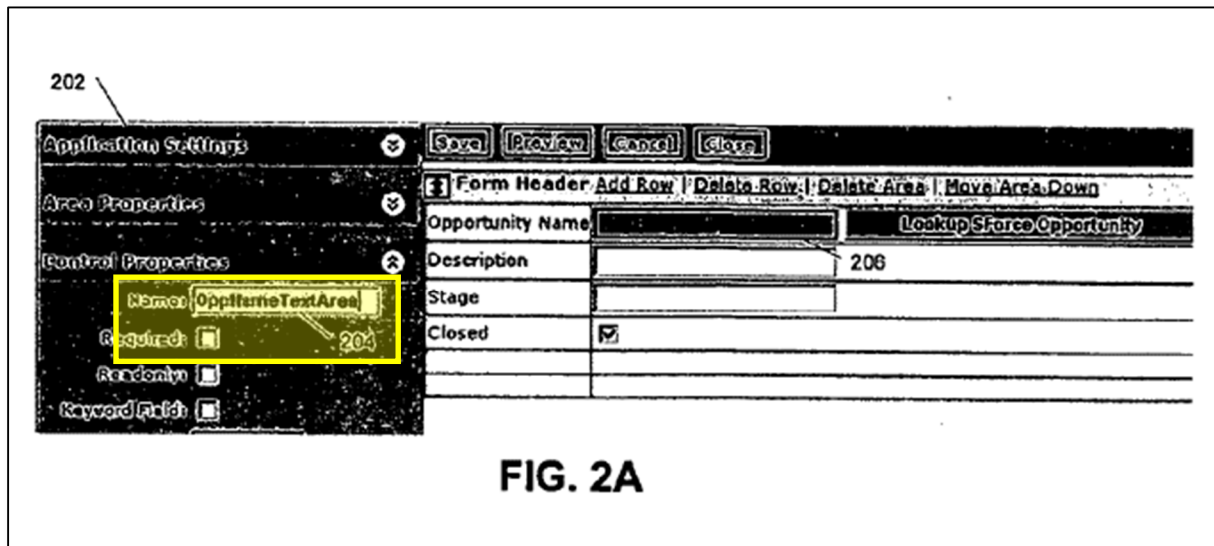 202
Application Settings
Save Preview Cancel Close
Form Header Add Row | Delete Row | Delete Area | Move Area Down
Area Properties
Opportunity Name Lookup SForce Opportunity
Control Properties
Description 206
Name: OppNameTextArea
Stage
Required: 204
Closed
Readonly:
Keyword Field:
FIG. 2A